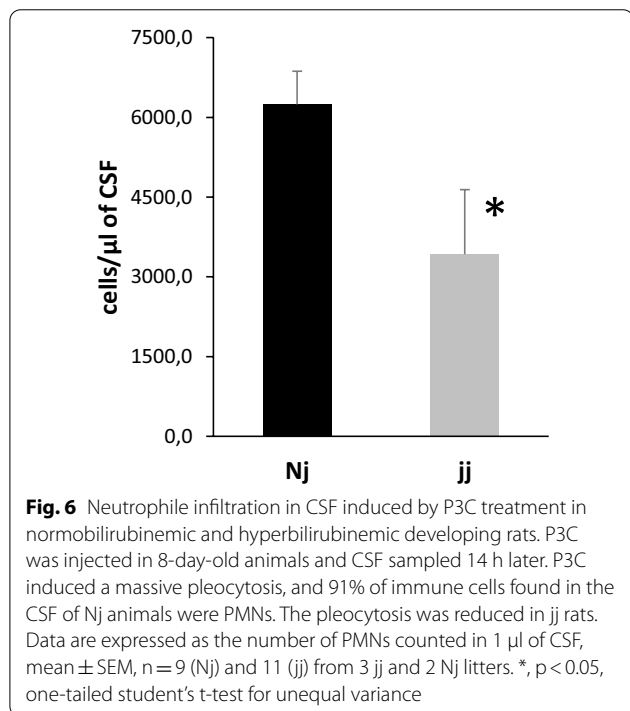 7500,0
6000,0
4500,0
3000,0
1500,0
0,0
cells/µl of CSF
*
Nj
jj
Fig. 6 Neutrophile infiltration in CSF induced by P3C treatment in
normobilirubinemic and hyperbilirubinemic developing rats. P3C
was injected in 8-day-old animals and CSF sampled 14 h later. P3C
induced a massive pleocytosis, and 91% of immune cells found in the
CSF of Nj animals were PMNs. The pleocytosis was reduced in jj rats.
Data are expressed as the number of PMNs counted in 1 µl of CSF,
mean ± SEM, n = 9 (Nj) and 11 (jj) from 3 jj and 2 Nj litters. *, p < 0.05,
one-tailed student's t-test for unequal variance